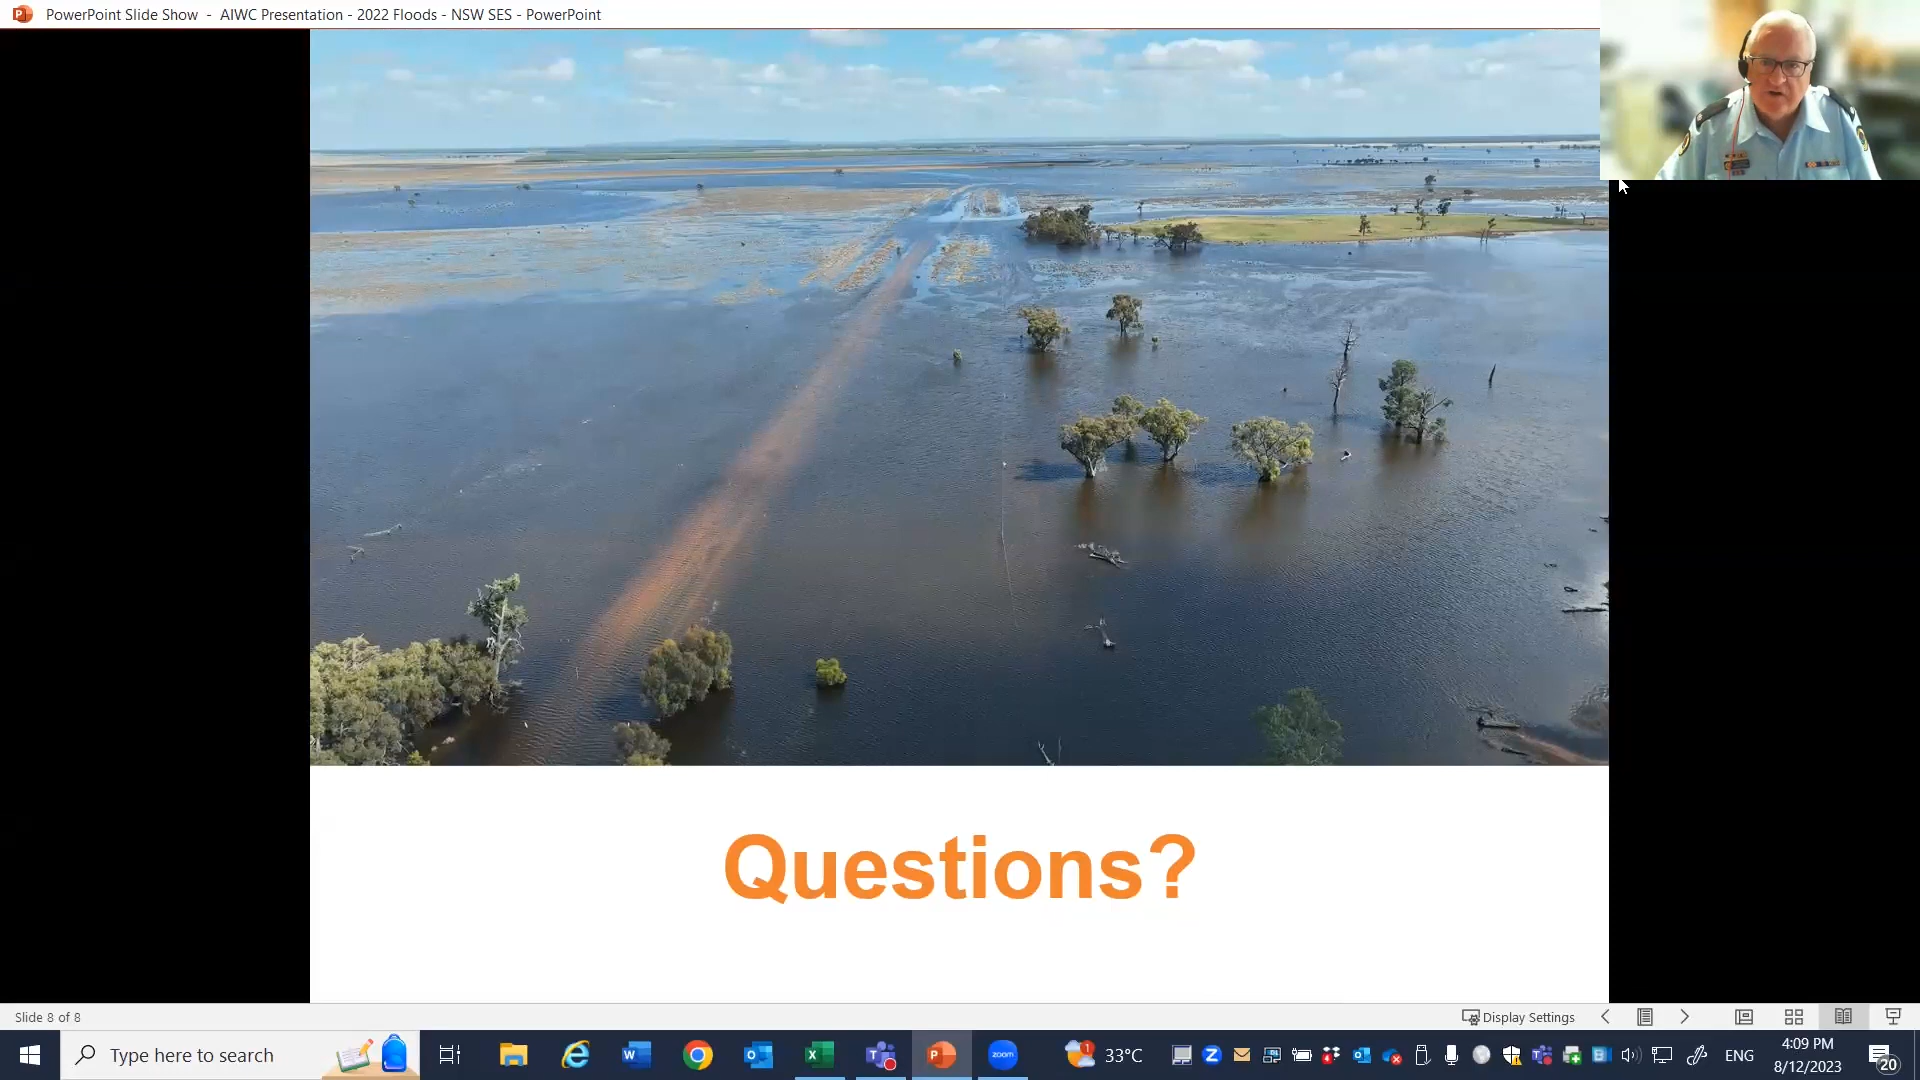 PowerPoint Slide Show - AIWC Presentation - 2022 Floods - NSW SES - PowerPoint
Questions?
Slide 8 of 8
Display Settings
Type here to search
zoom
33°C
ENG
4:09 PM
8/12/2023
20